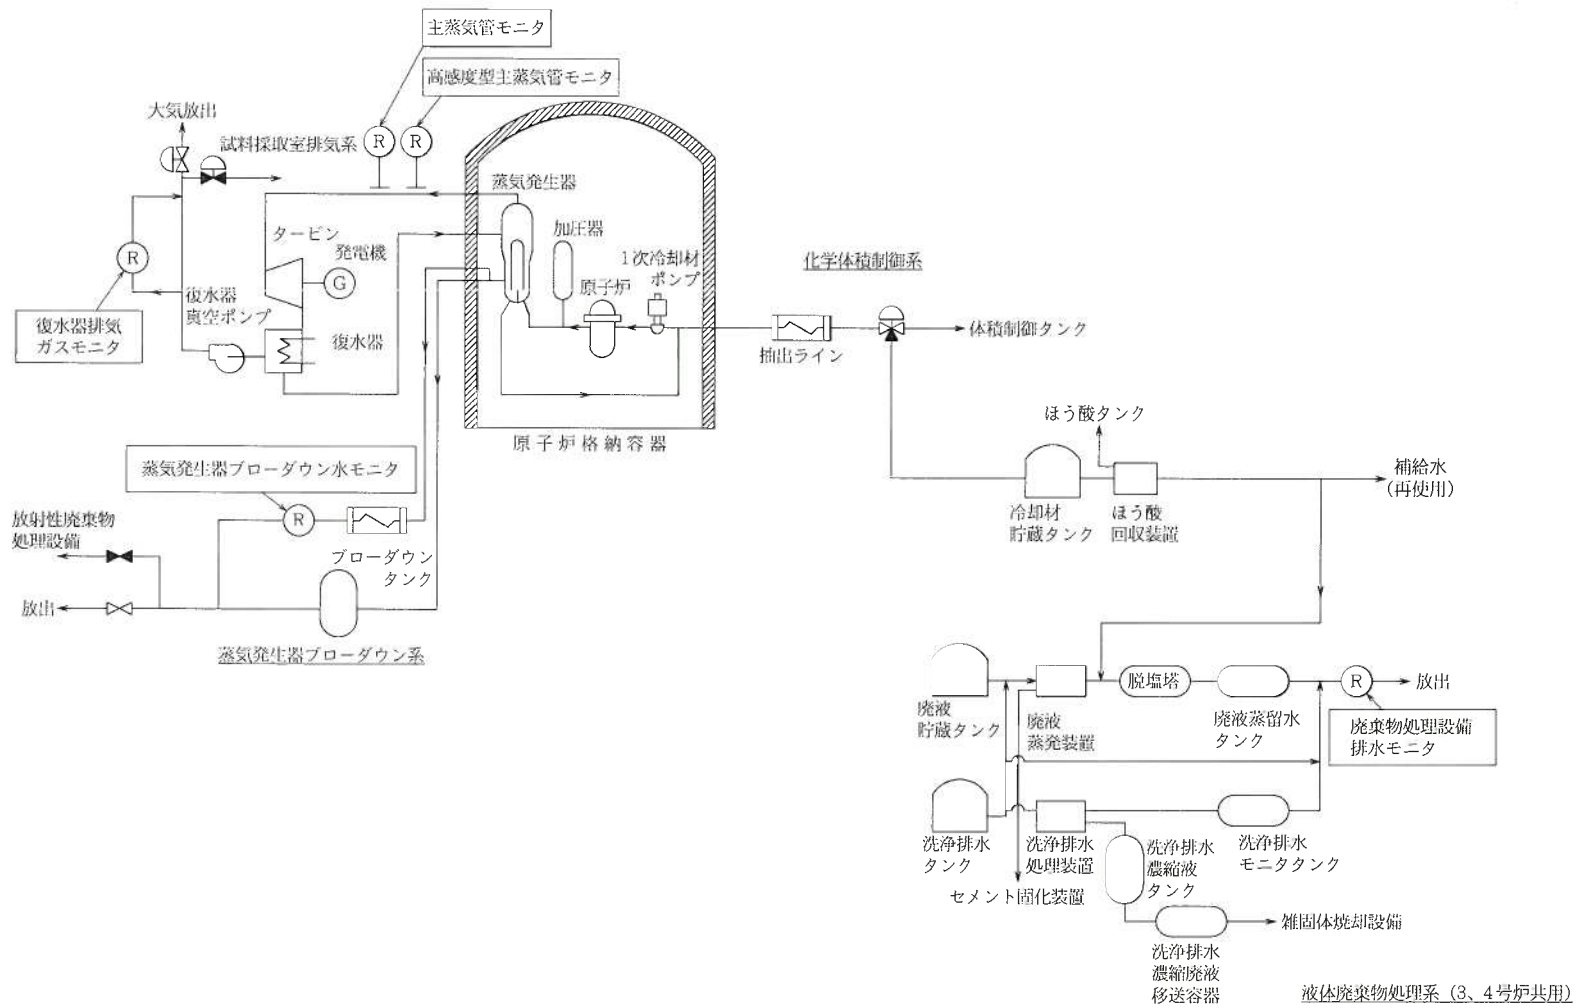 主蒸気管モニタ
高感度型主蒸気管モニタ
大気放出
試料採取室排気系
R
R
蒸気発生器
タービン
発電機
加圧器
1次冷却材
ポンプ
原子炉
化学体積制御系
R
G
復水器
真空ポンプ
復水器排気
ガスモニタ
復水器
体積制御タンク
抽出ライン
原子炉格納容器
ほう酸タンク
蒸気発生器ブローダウン水モニタ
補給水
(再使用)
放射性廃棄物
処理設備
R
冷却材
貯蔵タンク
ほう酸
回収装置
ブローダウン
タンク
放出
蒸気発生器ブローダウン系
脱塩塔
R
放出
廃液
貯蔵タンク
廃液
蒸発装置
廃液蒸留水
タンク
廃棄物処理設備
排水モニタ
洗浄排水
タンク
洗浄排水
処理装置
洗浄排水
濃縮液
タンク
洗浄排水
モニタタンク
セメント固化装置
雑固体焼却設備
洗浄排水
濃縮廃液
移送容器
液体廃棄物処理系(3、4号炉共用)